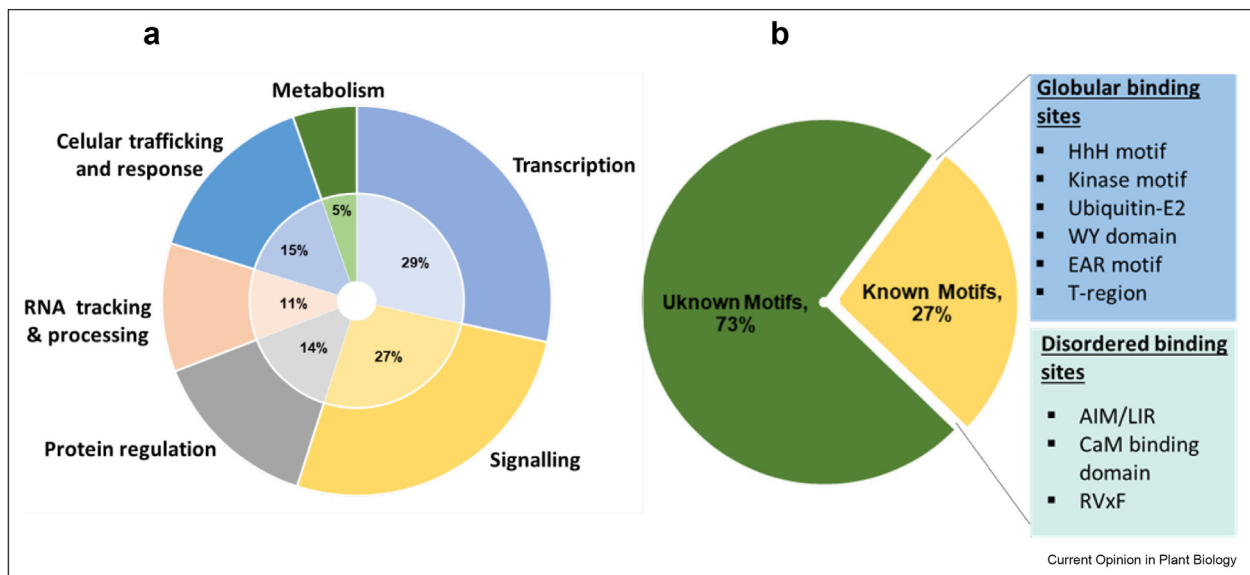 a
b
Metabolism
Celular trafficking
and response
Transcription
5%
15%
29%
RNA tracking
& processing
11%
14%
27%
Protein regulation
Signalling
Uknown Motifs,
73%
Known Motifs,
27%
Globular binding
sites
▪ HhH motif
▪ Kinase motif
▪ Ubiquitin-E2
▪ WY domain
▪ EAR motif
▪ T-region
Disordered binding
sites
▪ AIM/LIR
▪ CaM binding
domain
▪ RVxF
Current Opinion in Plant Biology